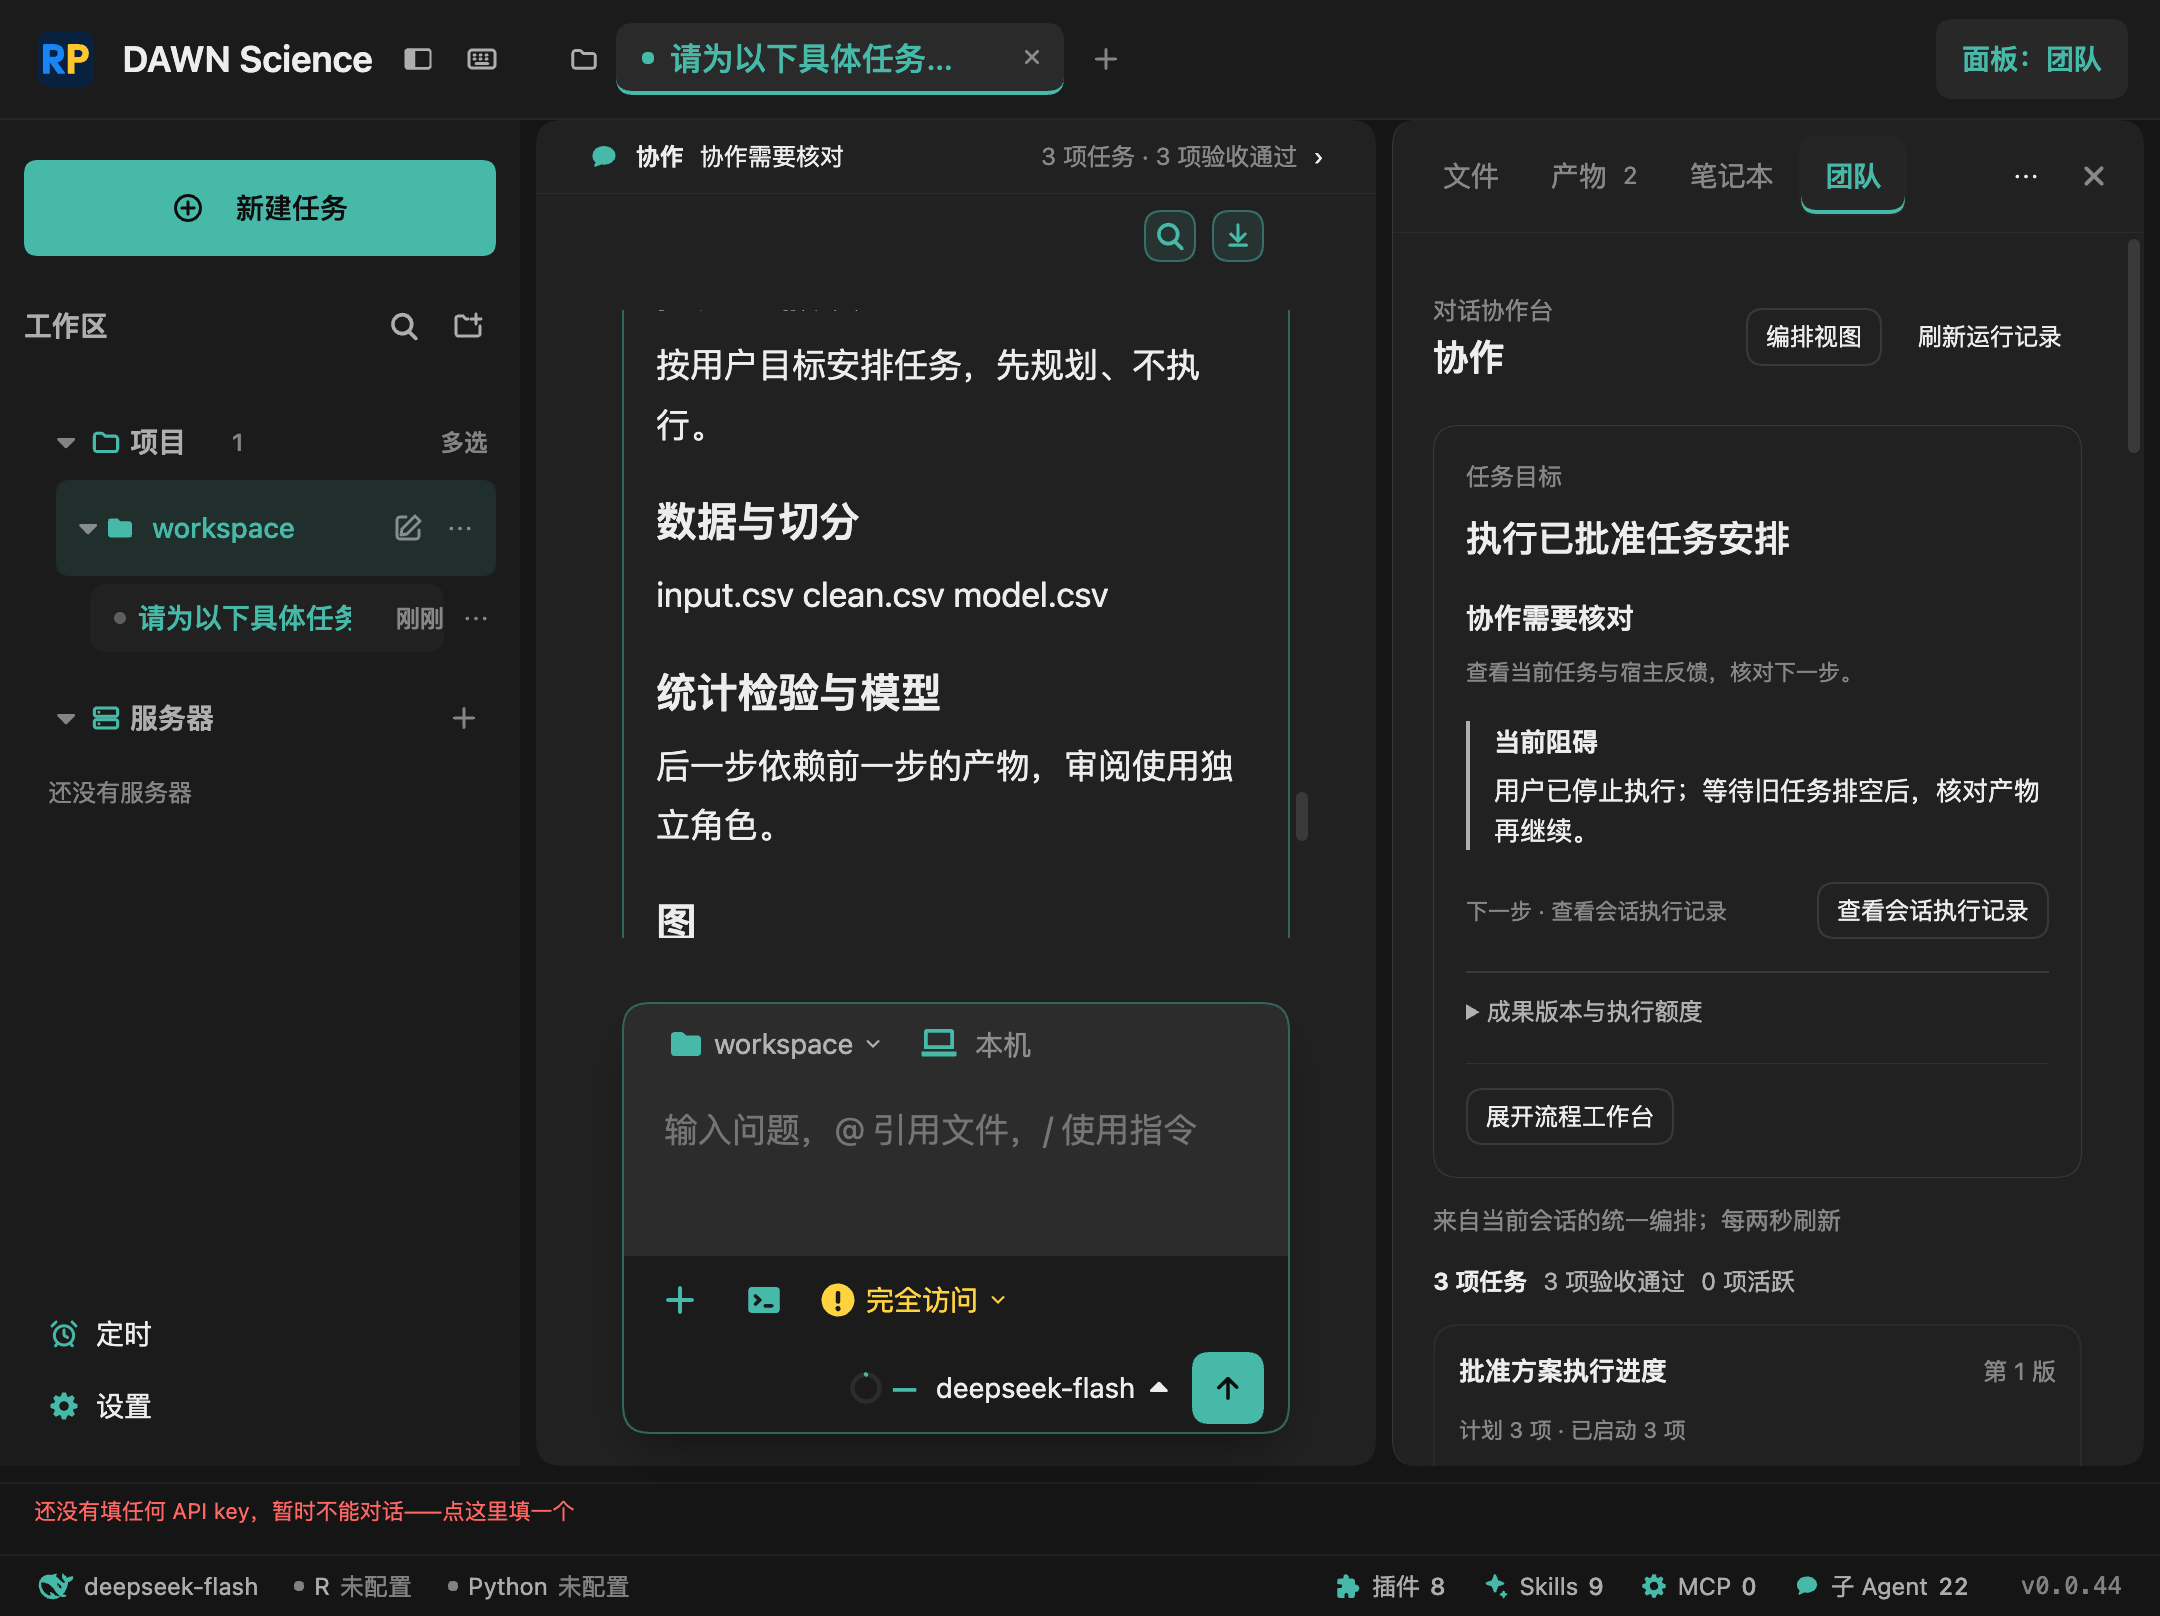 RP DAWN Science
请为以下具体任务...
面板：团队
新建任务
工作区
项目 1 多选
workspace
请为以下具体任务 刚刚
服务器
还没有服务器
定时
设置
协作 协作需要核对 3 项任务 · 3 项验收通过
按用户目标安排任务，先规划、不执
行。
数据与切分
input.csv clean.csv model.csv
统计检验与模型
后一步依赖前一步的产物，审阅使用独
立角色。
图
workspace 本机
输入问题，@ 引用文件，/ 使用指令
完全访问
deepseek-flash
文件 产物 2 笔记本 团队
对话协作台
协作
编排视图 刷新运行记录
任务目标
执行已批准任务安排
协作需要核对
查看当前任务与宿主反馈，核对下一步。
当前阻碍
用户已停止执行；等待旧任务排空后，核对产物
再继续。
下一步 · 查看会话执行记录 查看会话执行记录
成果版本与执行额度
展开流程工作台
来自当前会话的统一编排；每两秒刷新
3 项任务 3 项验收通过 0 项活跃
批准方案执行进度 第 1 版
计划 3 项 · 已启动 3 项
还没有填任何 API key，暂时不能对话——点这里填一个
deepseek-flash R 未配置 Python 未配置
插件 8 Skills 9 MCP 0 子 Agent 22 v0.0.44